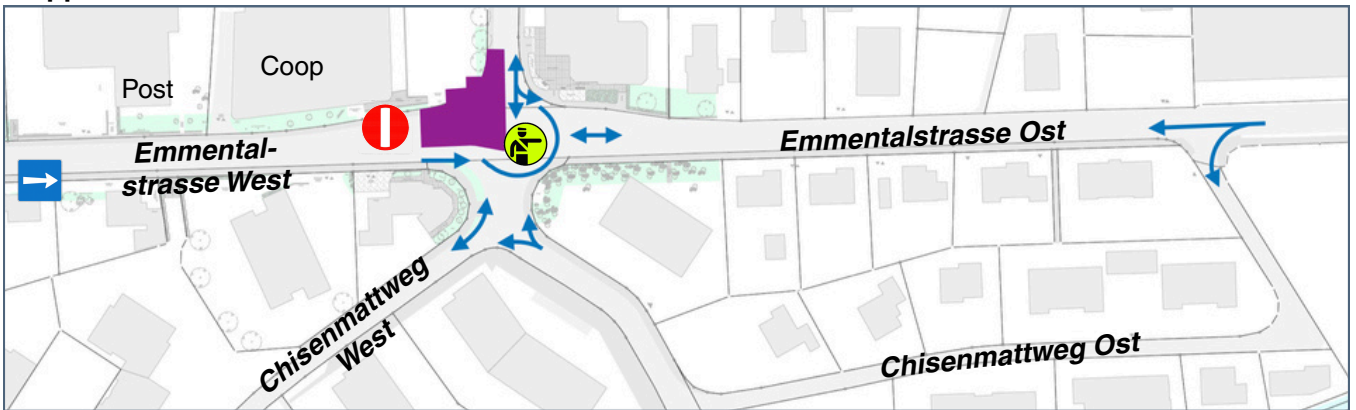 Coop
Post
Emmental-
strasse West
Emmentalstrasse Ost
Chisenmattweg
West
Chisenmattweg Ost